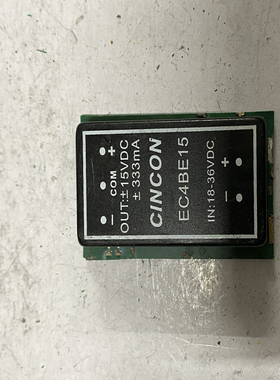 CINCON
EC4BE15
OUT:±15VDC
± 333mA
IN:18-36VDC
+
COM
−
+
−